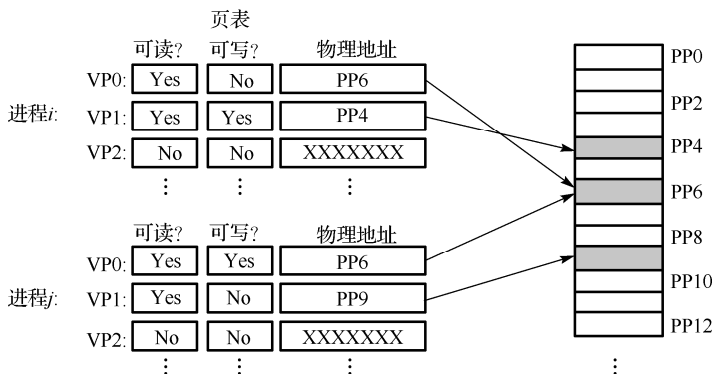 页表
可读? 可写? 物理地址
VP0: Yes No PP6
进程i: VP1: Yes Yes PP4
VP2: No No XXXXXXX
可读? 可写? 物理地址
VP0: Yes Yes PP6
进程j: VP1: Yes No PP9
VP2: No No XXXXXXX
PP0
PP2
PP4
PP6
PP8
PP10
PP12